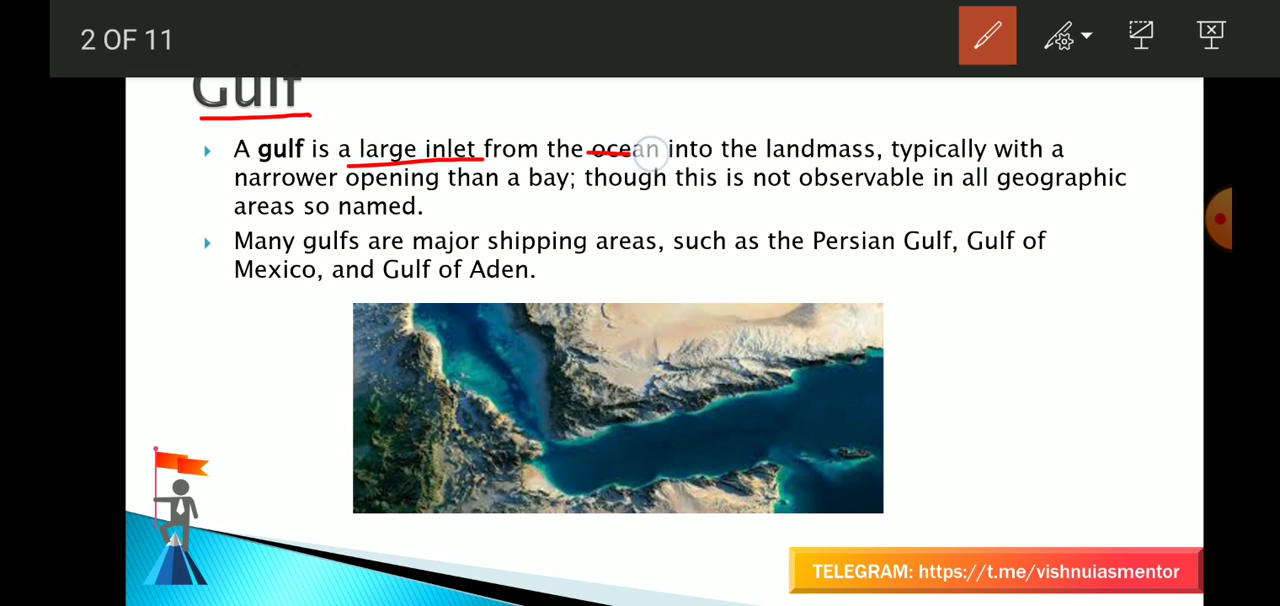 2 OF 11
Gulf
A gulf is a large inlet from the ocean into the landmass, typically with a
narrower opening than a bay; though this is not observable in all geographic
areas so named.
Many gulfs are major shipping areas, such as the Persian Gulf, Gulf of
Mexico, and Gulf of Aden.
TELEGRAM: https://t.me/vishnuiasmentor